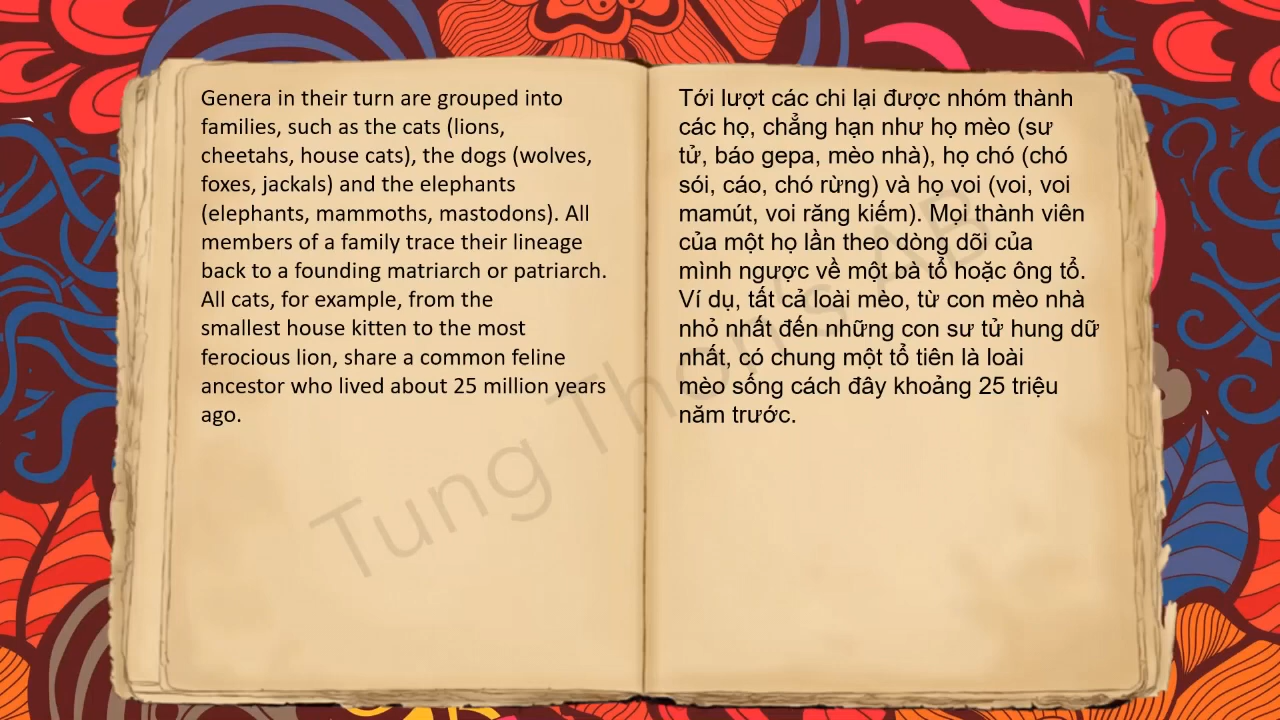 Genera in their turn are grouped into
families, such as the cats (lions,
cheetahs, house cats), the dogs (wolves,
foxes, jackals) and the elephants
(elephants, mammoths, mastodons). All
members of a family trace their lineage
back to a founding matriarch or patriarch.
All cats, for example, from the
smallest house kitten to the most
ferocious lion, share a common feline
ancestor who lived about 25 million years
ago.
Tới lượt các chi lại được nhóm thành
các họ, chẳng hạn như họ mèo (sư
tử, báo gepa, mèo nhà), họ chó (chó
sói, cáo, chó rừng) và họ voi (voi, voi
mamút, voi răng kiếm). Mọi thành viên
của một họ lần theo dòng dõi của
mình ngược về một bà tổ hoặc ông tổ.
Ví dụ, tất cả loài mèo, từ con mèo nhà
nhỏ nhất đến những con sư tử hung dữ
nhất, có chung một tổ tiên là loài
mèo sống cách đây khoảng 25 triệu
năm trước.
Tung AB